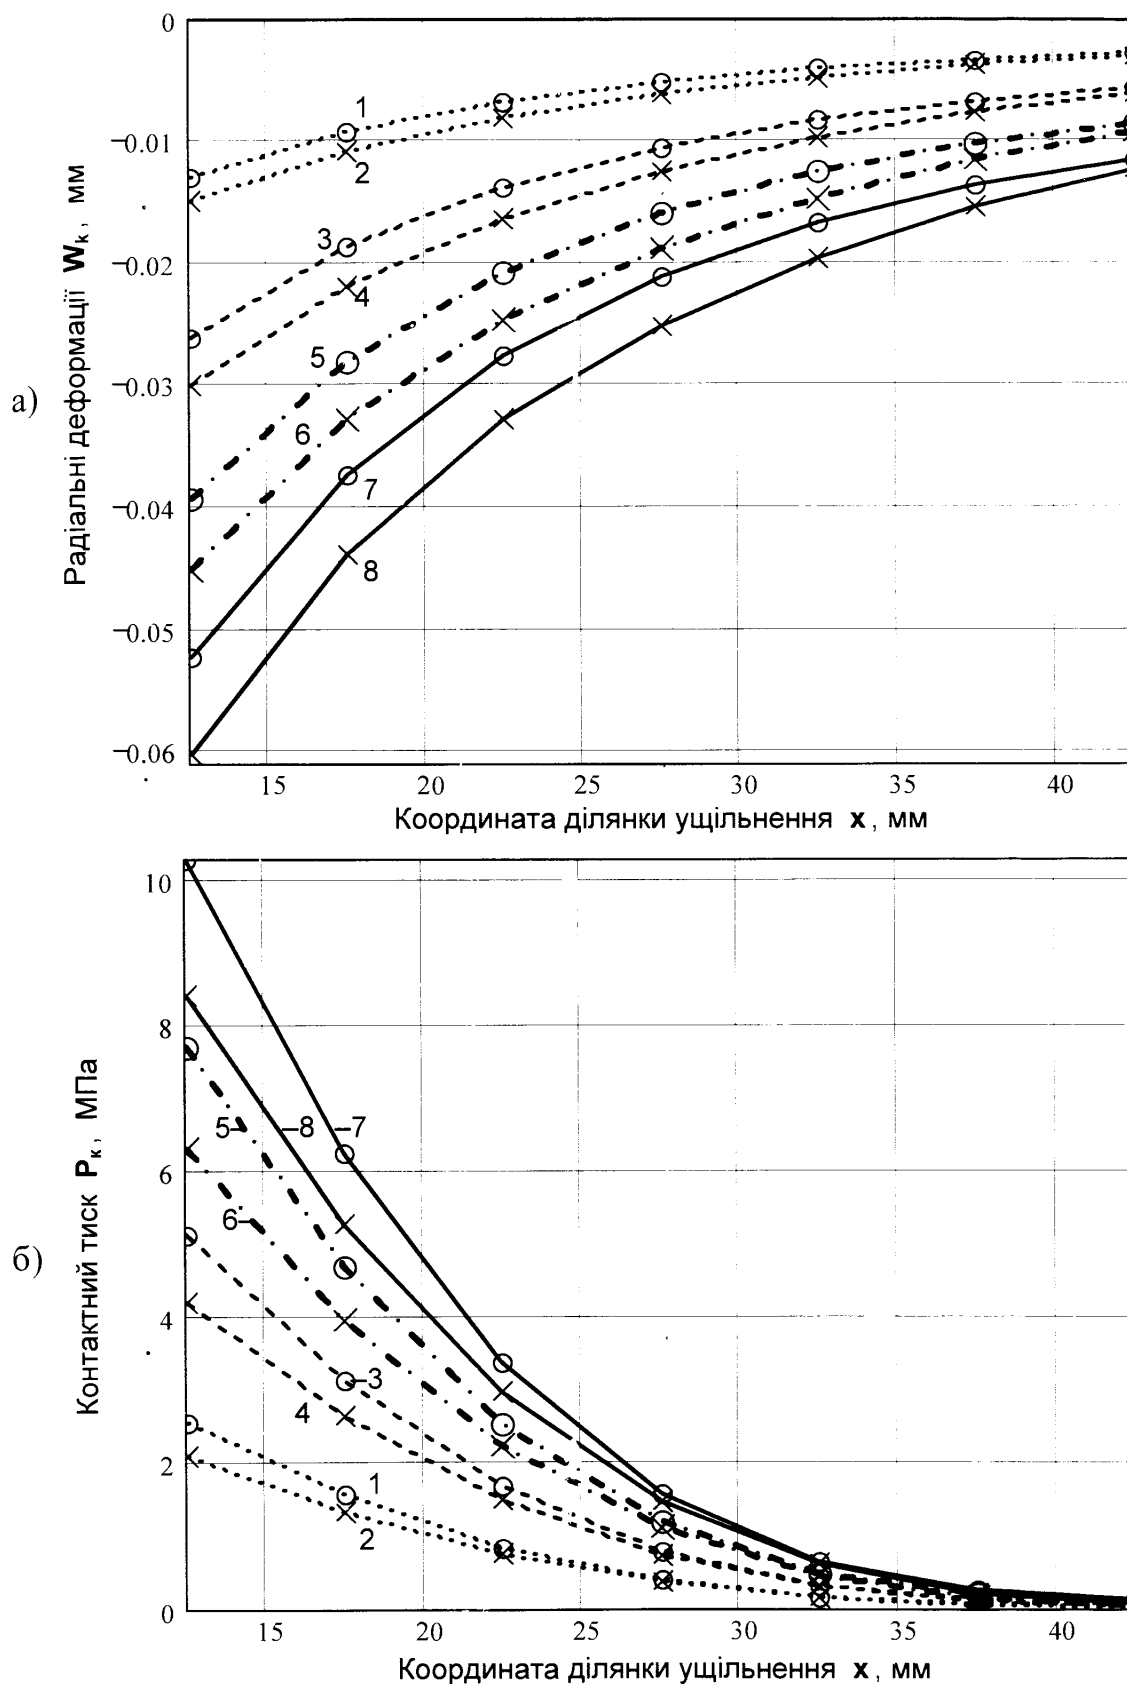 0
−0.01
−0.02
−0.03
−0.04
−0.05
−0.06
Радіальні деформації Wк, мм
а)
1
2
3
4
5
6
7
8
15 20 25 30 35 40
Координата ділянки ущільнення x, мм
10
8
6
4
2
0
Контактний тиск Pк, МПа
б)
5 8 7
6
3
4
1
2
15 20 25 30 35 40
Координата ділянки ущільнення x, мм